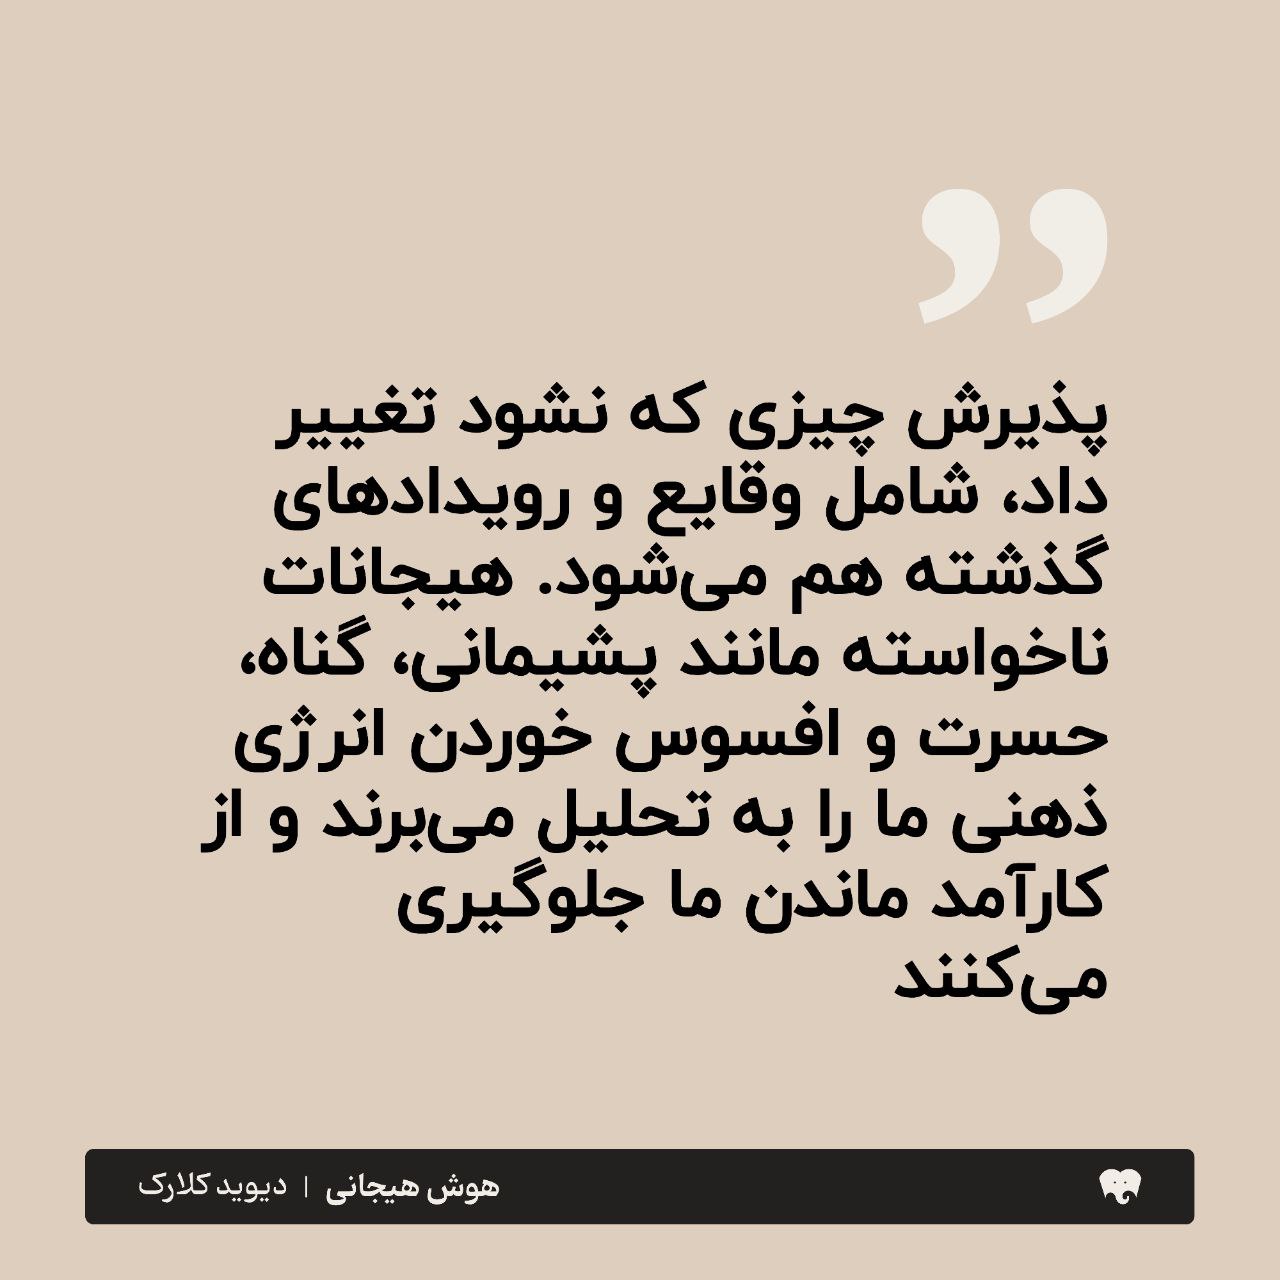 پذیرش چیزی که نشود تغییر
داد، شامل وقایع و رویدادهای
گذشته هم می‌شود. هیجانات
ناخواسته مانند پشیمانی، گناه،
حسرت و افسوس خوردن انرژی
ذهنی ما را به تحلیل می‌برند و از
کارآمد ماندن ما جلوگیری
می‌کنند
هوش هیجانی | دیوید کلارک